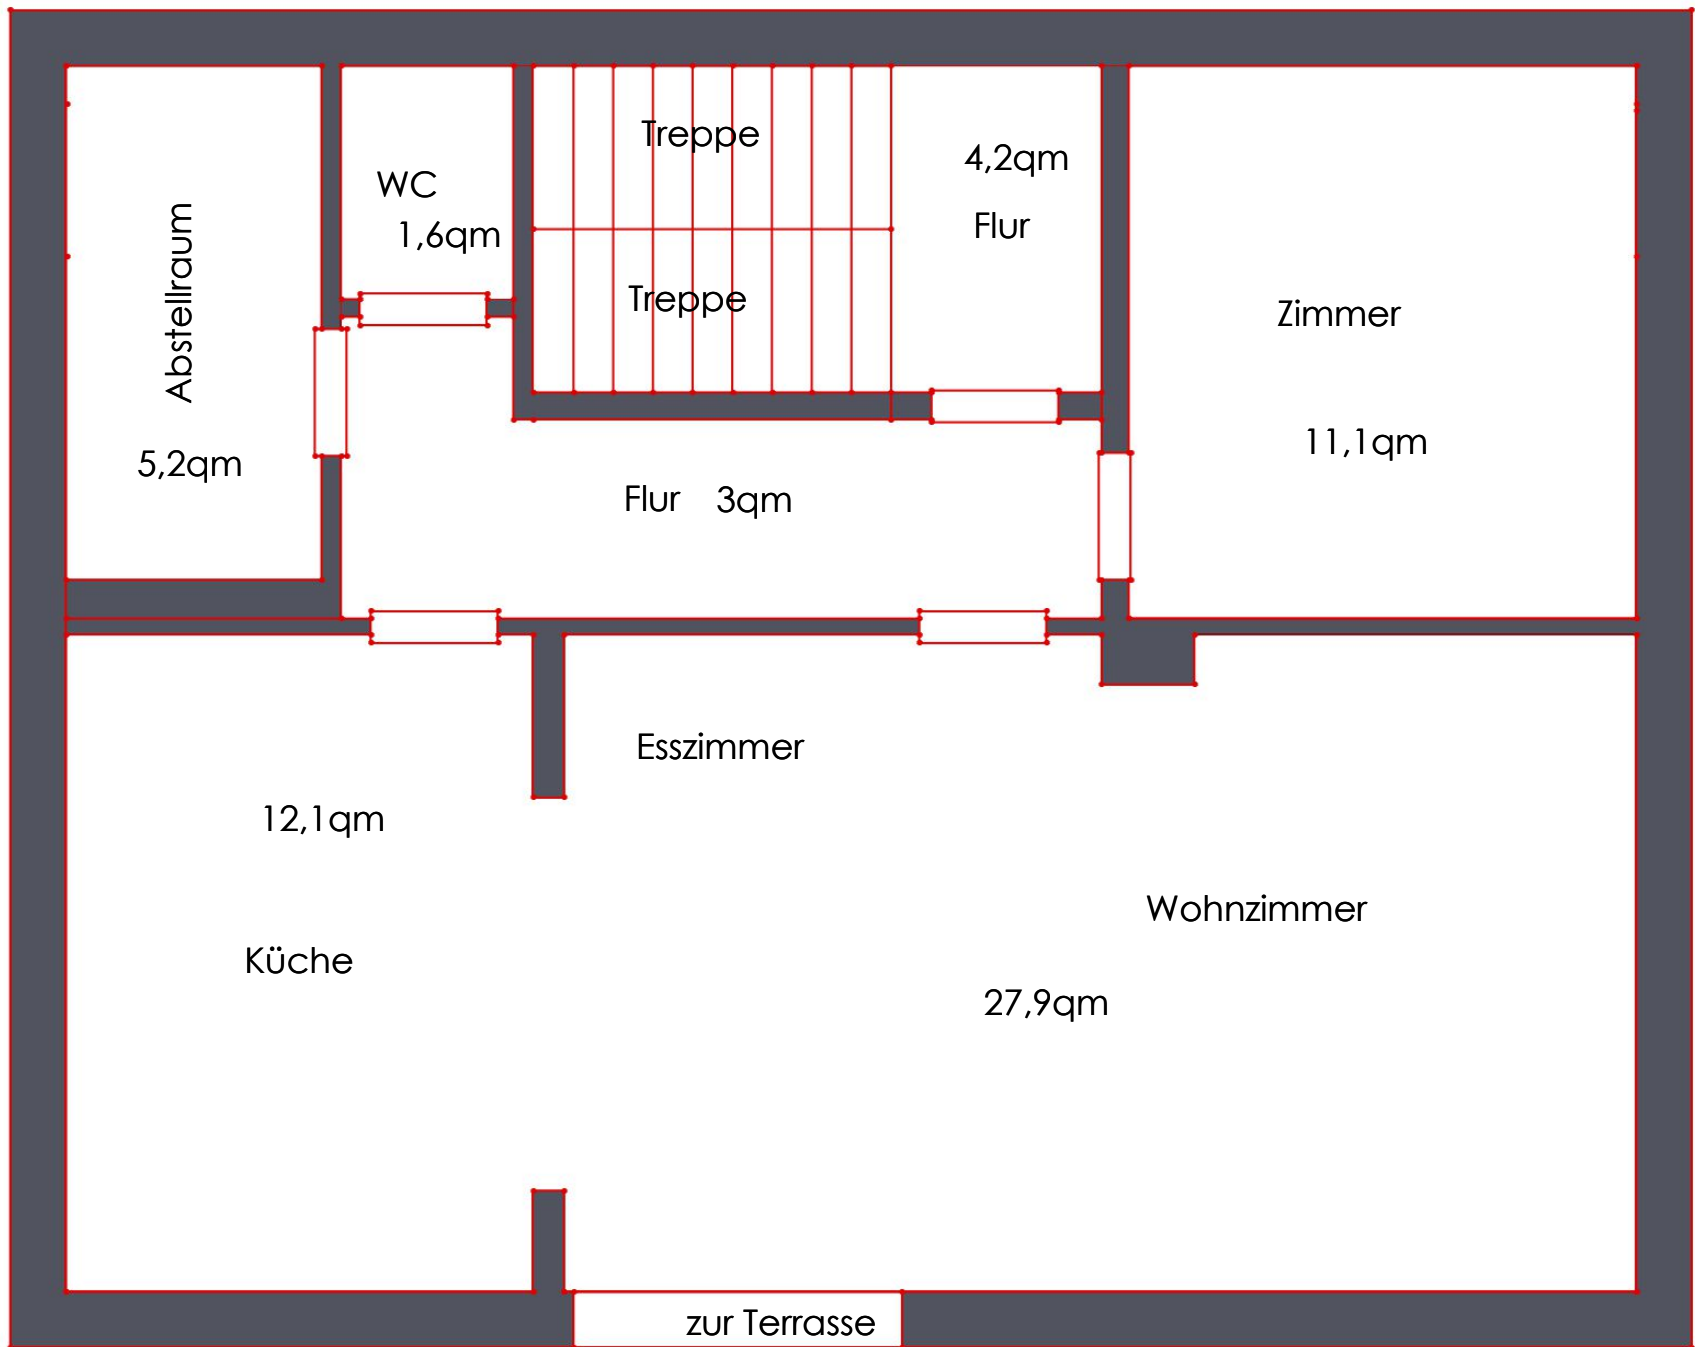 Treppe
4,2qm
WC
1,6qm
Flur
Abstellraum
Treppe
Zimmer
5,2qm
Flur 3qm
11,1qm
Esszimmer
12,1qm
Küche
Wohnzimmer
27,9qm
zur Terrasse